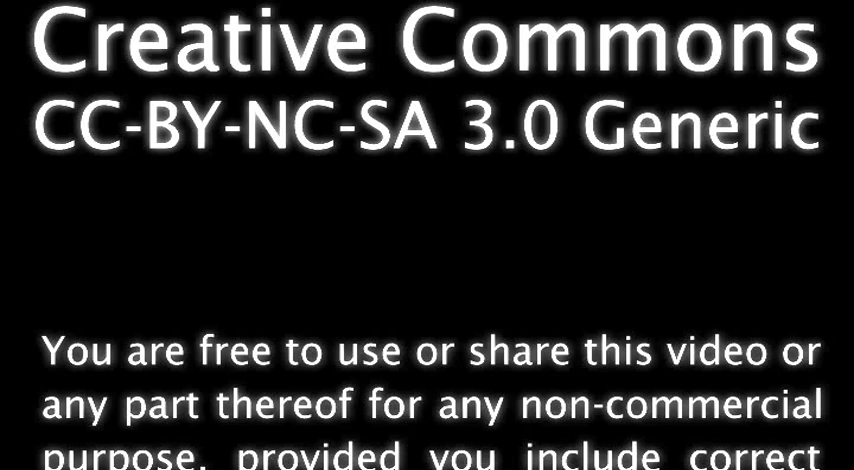 Creative Commons
CC-BY-NC-SA 3.0 Generic
You are free to use or share this video or
any part thereof for any non-commercial
purpose, provided you include correct